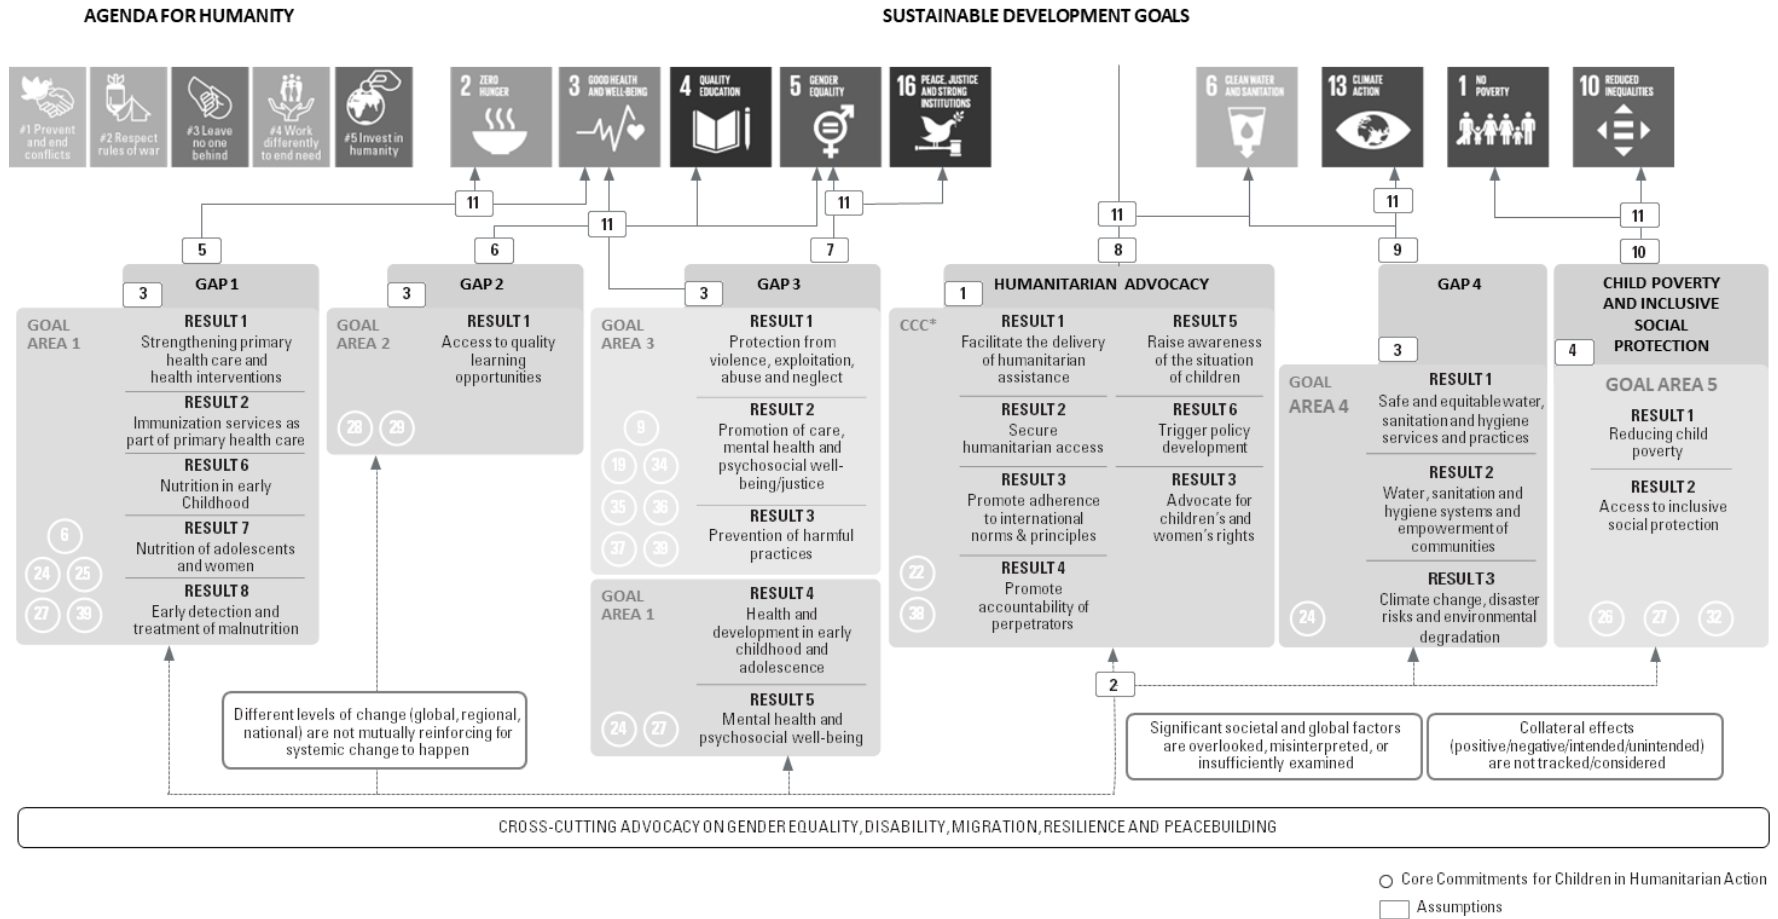 AGENDA FOR HUMANITY
SUSTAINABLE DEVELOPMENT GOALS
#1 Prevent
and end
conflicts
#2 Respect
rules of war
#3 Leave
no one
behind
#4 Work
differently
to end need
#5 Invest in
humanity
2 ZERO
HUNGER
3 GOOD HEALTH
AND WELL-BEING
4 QUALITY
EDUCATION
5 GENDER
EQUALITY
16 PEACE, JUSTICE
AND STRONG
INSTITUTIONS
6 CLEAN WATER
AND SANITATION
13 CLIMATE
ACTION
1 NO
POVERTY
10 REDUCED
INEQUALITIES
11
11
11
11
11
11
5
6
7
8
9
10
3
GAP 1
GOAL
AREA 1
RESULT 1
Strengthening primary
health care and
health interventions
RESULT 2
Immunization services as
part of primary health care
RESULT 6
Nutrition in early
Childhood
RESULT 7
Nutrition of adolescents
and women
RESULT 8
Early detection and
treatment of malnutrition
6
24 25
27 39
3
GAP 2
GOAL
AREA 2
RESULT 1
Access to quality
learning
opportunities
28 29
3
GAP 3
GOAL
AREA 3
RESULT 1
Protection from
violence, exploitation,
abuse and neglect
RESULT 2
Promotion of care,
mental health and
psychosocial well-
being/justice
RESULT 3
Prevention of harmful
practices
9
19 34
35 36
37 39
GOAL
AREA 1
RESULT 4
Health and
development in early
childhood and
adolescence
RESULT 5
Mental health and
psychosocial well-being
24 27
1
HUMANITARIAN ADVOCACY
CCC*
RESULT 1
Facilitate the delivery
of humanitarian
assistance
RESULT 2
Secure
humanitarian access
RESULT 3
Promote adherence
to international
norms & principles
RESULT 4
Promote
accountability of
perpetrators
RESULT 5
Raise awareness
of the situation
of children
RESULT 6
Trigger policy
development
RESULT 3
Advocate for
children's and
women's rights
22
38
GAP 4
3
GOAL
AREA 4
RESULT 1
Safe and equitable water,
sanitation and hygiene
services and practices
RESULT 2
Water, sanitation and
hygiene systems and
empowerment of
communities
RESULT 3
Climate change, disaster
risks and environmental
degradation
24
CHILD POVERTY
AND INCLUSIVE
SOCIAL
PROTECTION
4
GOAL AREA 5
RESULT 1
Reducing child
poverty
RESULT 2
Access to inclusive
social protection
26 27 32
2
Different levels of change (global, regional,
national) are not mutually reinforcing for
systemic change to happen
Significant societal and global factors
are overlooked, misinterpreted, or
insufficiently examined
Collateral effects
(positive/negative/intended/unintended)
are not tracked/considered
CROSS-CUTTING ADVOCACY ON GENDER EQUALITY, DISABILITY, MIGRATION, RESILIENCE AND PEACEBUILDING
Core Commitments for Children in Humanitarian Action
Assumptions